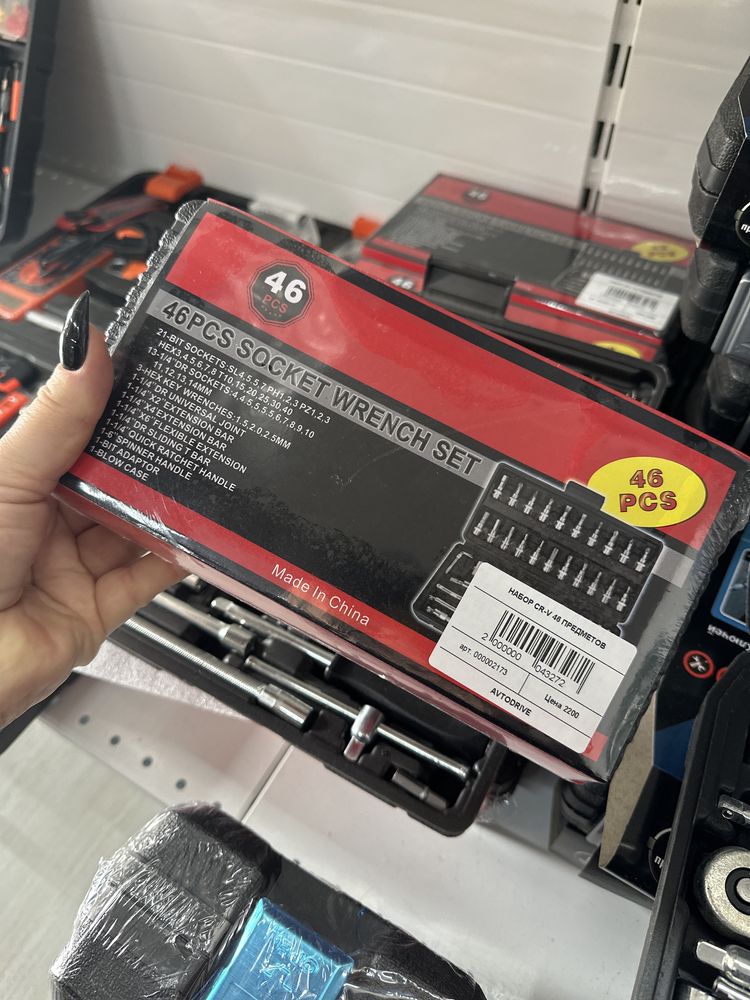 46
46
46
PCS
46PCS SOCKET WRENCH SET
21-BIT SOCKETS:SL4,5.5,7,PH1,2,3 PZ1,2,3
HEX3,4,5,6,7,8 T10,15,20,25,30,40
13-1/4"DR SOCKETS:4,4.5,5,5.5,6,7,8,9,10
11,12,13,14MM
3-HEX KEY WRENCHES:1.5,2.0,2.5MM
1-1/4"DR UNIVERSAL JOINT
1-1/4"X2" EXTENSION BAR
1-1/4"X4" EXTENSION BAR
1-1/4"X6" FLEXIBLE EXTENSION
1-1/4"DR SLIDING T BAR
1-1/4" QUICK RATCHET HANDLE
1-6" SPINNER HANDLE
1-BIT ADAPTOR
1-BLOW CASE
46
PCS
Made In China
НАБОР CR-V 46 ПРЕДМЕТОВ
2 000000 043272
арт. 000002173
Цена 2200
AVTODRIVE